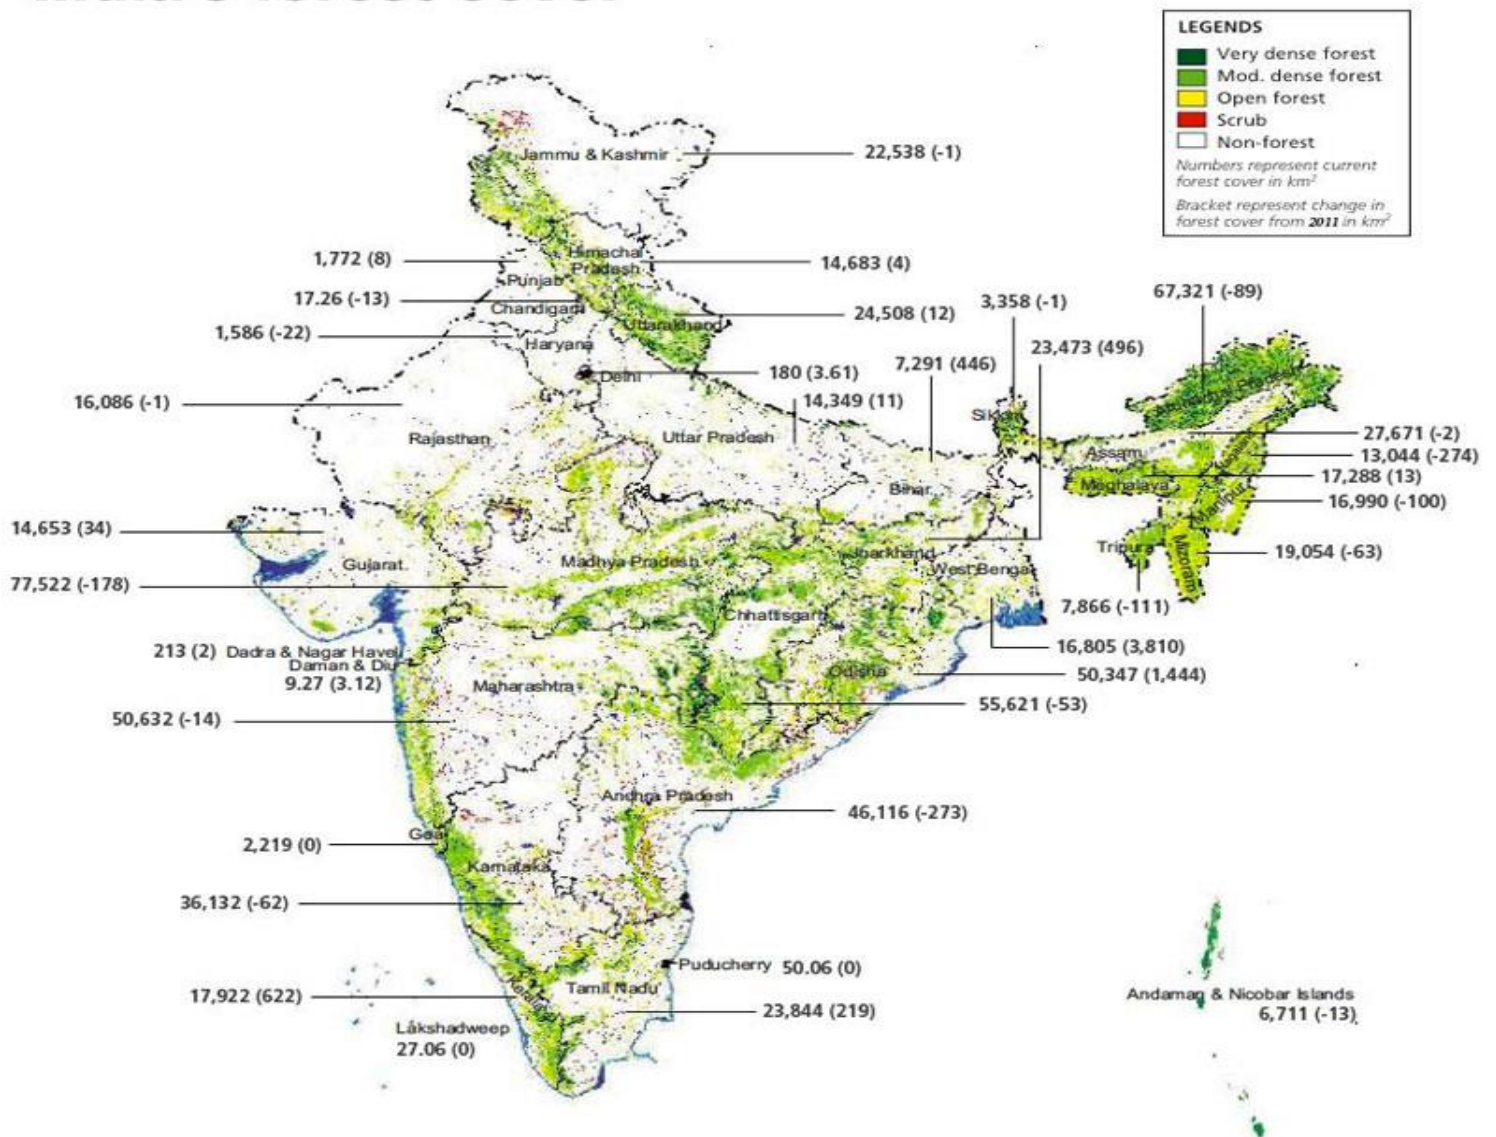 LEGENDS
Very dense forest
Mod. dense forest
Open forest
Scrub
Non-forest
Numbers represent current
forest cover in km²
Bracket represent change in
forest cover from 2011 in km²
Jammu & Kashmir
22,538 (-1)
1,772 (8)
Himachal
Pradesh
14,683 (4)
Punjab
17.26 (-13)
Chandigarh
24,508 (12)
Uttarakhand
3,358 (-1)
67,321 (-89)
1,586 (-22)
Haryana
7,291 (446)
23,473 (496)
Delhi
180 (3.61)
16,086 (-1)
14,349 (11)
Arunachal Pradesh
Sikkim
Rajasthan
Uttar Pradesh
27,671 (-2)
Assam
13,044 (-274)
Nagaland
17,288 (13)
Meghalaya
Bihar
16,990 (-100)
Manipur
14,653 (34)
Tripura
19,054 (-63)
Mizoram
Jharkhand
Gujarat
Madhya Pradesh
West Bengal
77,522 (-178)
7,866 (-111)
Chhattisgarh
16,805 (3,810)
213 (2) Dadra & Nagar Haveli
Daman & Diu
9.27 (3.12)
Odisha
50,347 (1,444)
Maharashtra
55,621 (-53)
50,632 (-14)
Andhra Pradesh
46,116 (-273)
Goa
2,219 (0)
Karnataka
36,132 (-62)
Puducherry 50.06 (0)
17,922 (622)
Kerala
Tamil Nadu
23,844 (219)
Andaman & Nicobar Islands
6,711 (-13)
Lakshadweep
27.06 (0)